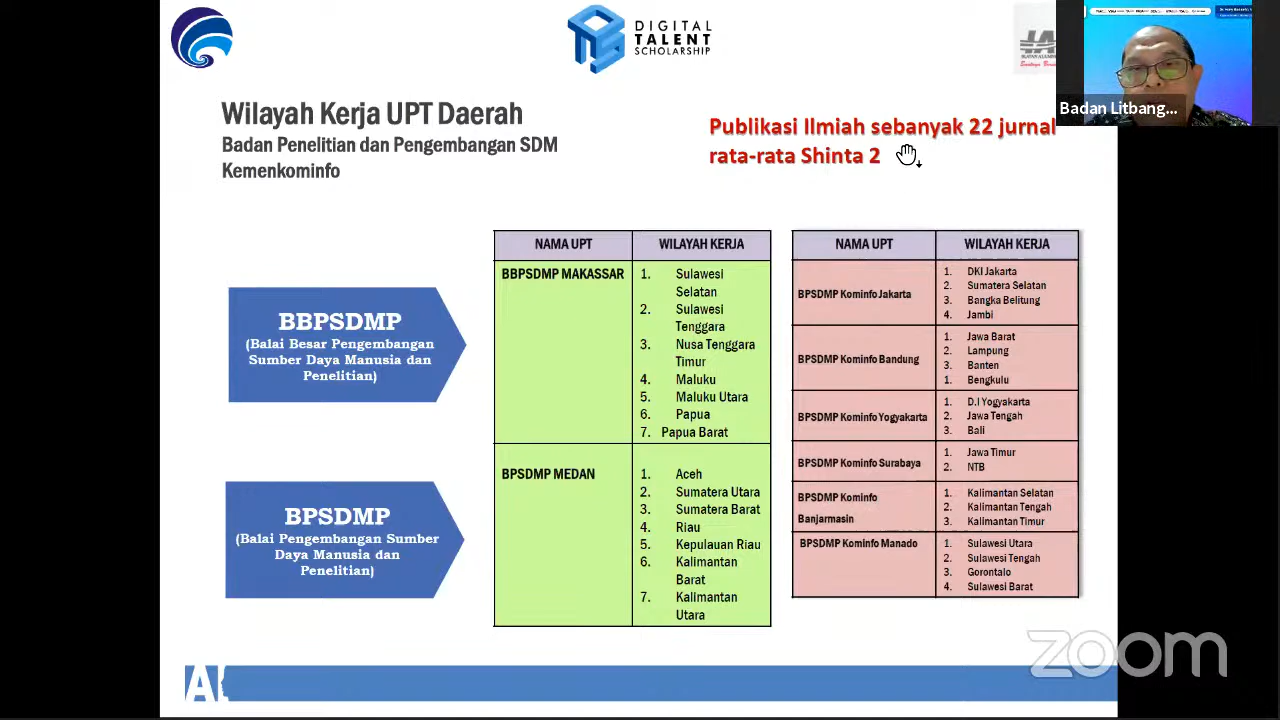 DIGITAL
TALENT
SCHOLARSHIP
Badan Litbang...
Wilayah Kerja UPT Daerah
Badan Penelitian dan Pengembangan SDM
Kemenkominfo
Publikasi Ilmiah sebanyak 22 jurnal
rata-rata Shinta 2
BBPSDMP
(Balai Besar Pengembangan
Sumber Daya Manusia dan
Penelitian)
BPSDMP
(Balai Pengembangan Sumber
Daya Manusia dan
Penelitian)
NAMA UPT WILAYAH KERJA
BBPSDMP MAKASSAR 1. Sulawesi
Selatan
2. Sulawesi
Tenggara
3. Nusa Tenggara
Timur
4. Maluku
5. Maluku Utara
6. Papua
7. Papua Barat
BPSDMP MEDAN 1. Aceh
2. Sumatera Utara
3. Sumatera Barat
4. Riau
5. Kepulauan Riau
6. Kalimantan
Barat
7. Kalimantan
Utara
NAMA UPT WILAYAH KERJA
BPSDMP Kominfo Jakarta
1. DKI Jakarta
2. Sumatera Selatan
3. Bangka Belitung
4. Jambi
BPSDMP Kominfo Bandung
1. Jawa Barat
2. Lampung
3. Banten
1. Bengkulu
BPSDMP Kominfo Yogyakarta
1. D.I Yogyakarta
2. Jawa Tengah
3. Bali
BPSDMP Kominfo Surabaya
1. Jawa Timur
2. NTB
BPSDMP Kominfo
Banjarmasin
1. Kalimantan Selatan
2. Kalimantan Tengah
3. Kalimantan Timur
BPSDMP Kominfo Manado
1. Sulawesi Utara
2. Sulawesi Tengah
3. Gorontalo
4. Sulawesi Barat
zoom